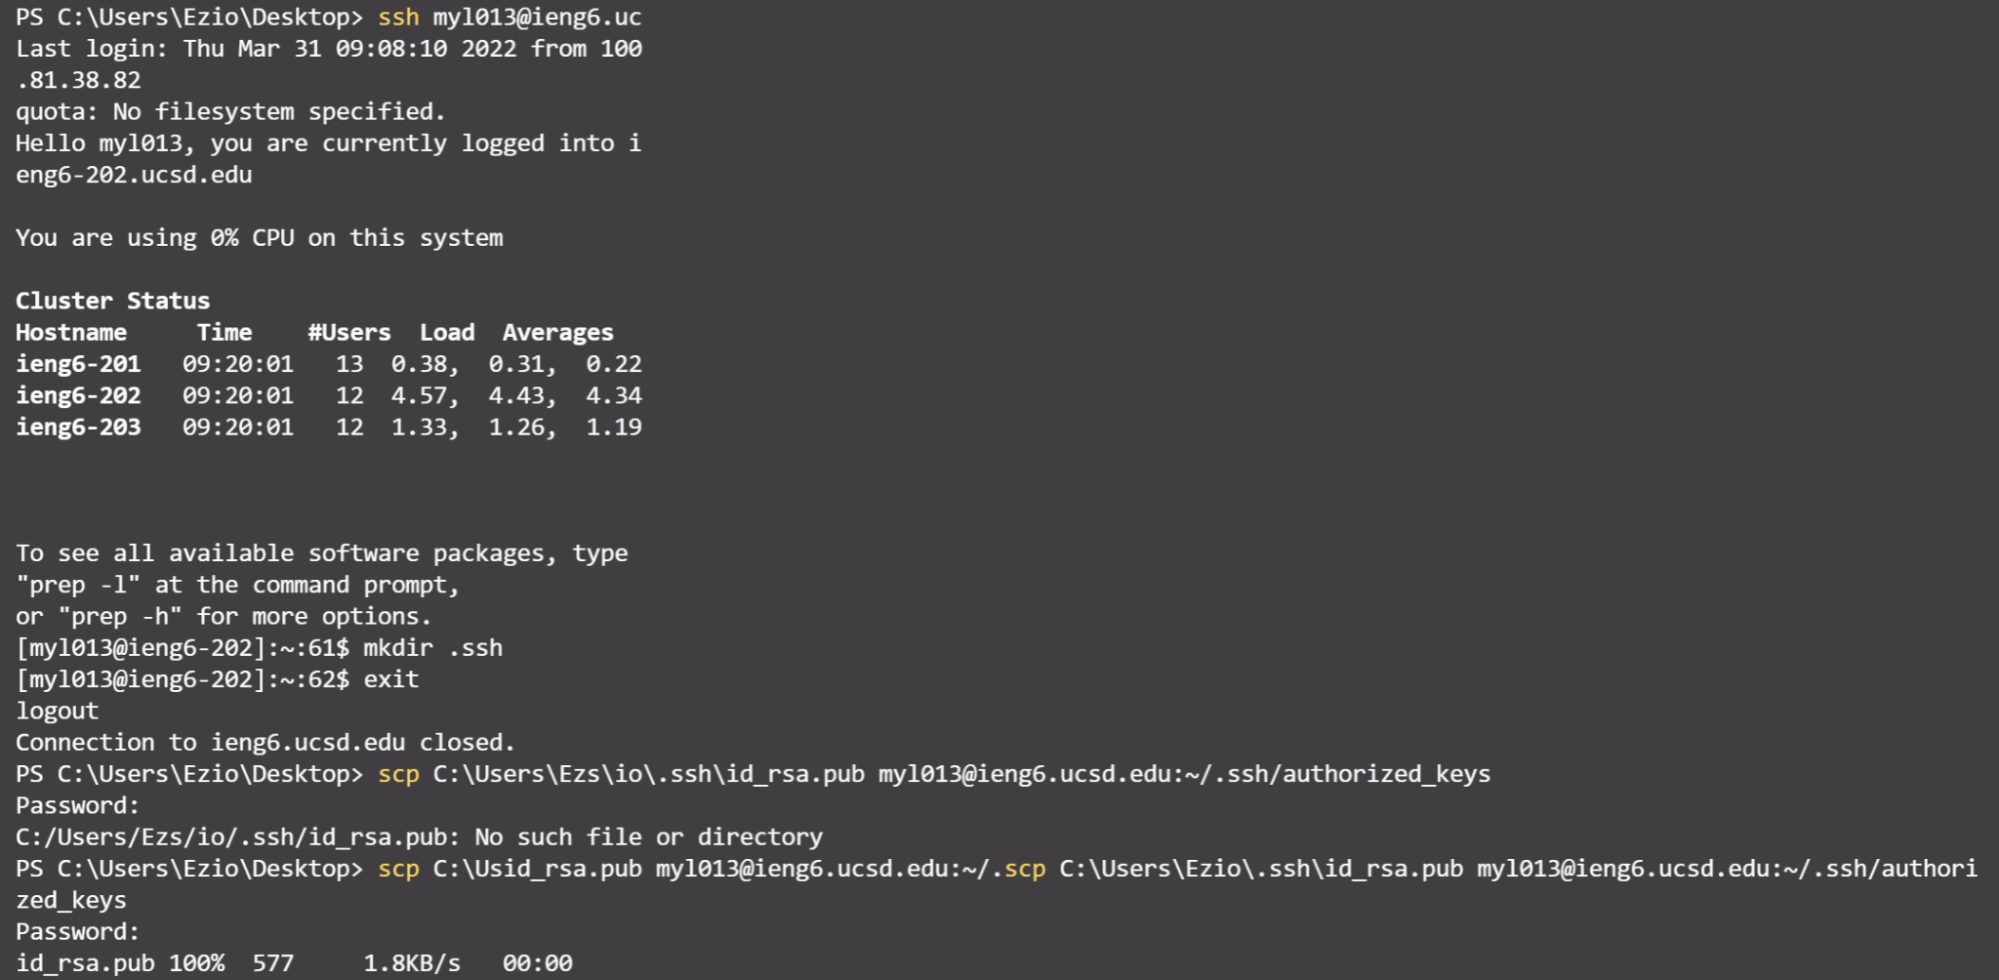 PS C:\Users\Ezio\Desktop> ssh myl013@ieng6.uc
Last login: Thu Mar 31 09:08:10 2022 from 100
.81.38.82
quota: No filesystem specified.
Hello myl013, you are currently logged into i
eng6-202.ucsd.edu
You are using 0% CPU on this system
Cluster Status
Hostname     Time    #Users  Load  Averages
ieng6-201   09:20:01   13  0.38,  0.31,  0.22
ieng6-202   09:20:01   12  4.57,  4.43,  4.34
ieng6-203   09:20:01   12  1.33,  1.26,  1.19
To see all available software packages, type
"prep -l" at the command prompt,
or "prep -h" for more options.
[myl013@ieng6-202]:~:61$ mkdir .ssh
[myl013@ieng6-202]:~:62$ exit
logout
Connection to ieng6.ucsd.edu closed.
PS C:\Users\Ezio\Desktop> scp C:\Users\Ezs\io\.ssh\id_rsa.pub myl013@ieng6.ucsd.edu:~/.ssh/authorized_keys
Password:
C:/Users/Ezs/io/.ssh/id_rsa.pub: No such file or directory
PS C:\Users\Ezio\Desktop> scp C:\Usid_rsa.pub myl013@ieng6.ucsd.edu:~/.scp C:\Users\Ezio\.ssh\id_rsa.pub myl013@ieng6.ucsd.edu:~/.ssh/authori
zed_keys
Password:
id_rsa.pub 100%  577     1.8KB/s   00:00